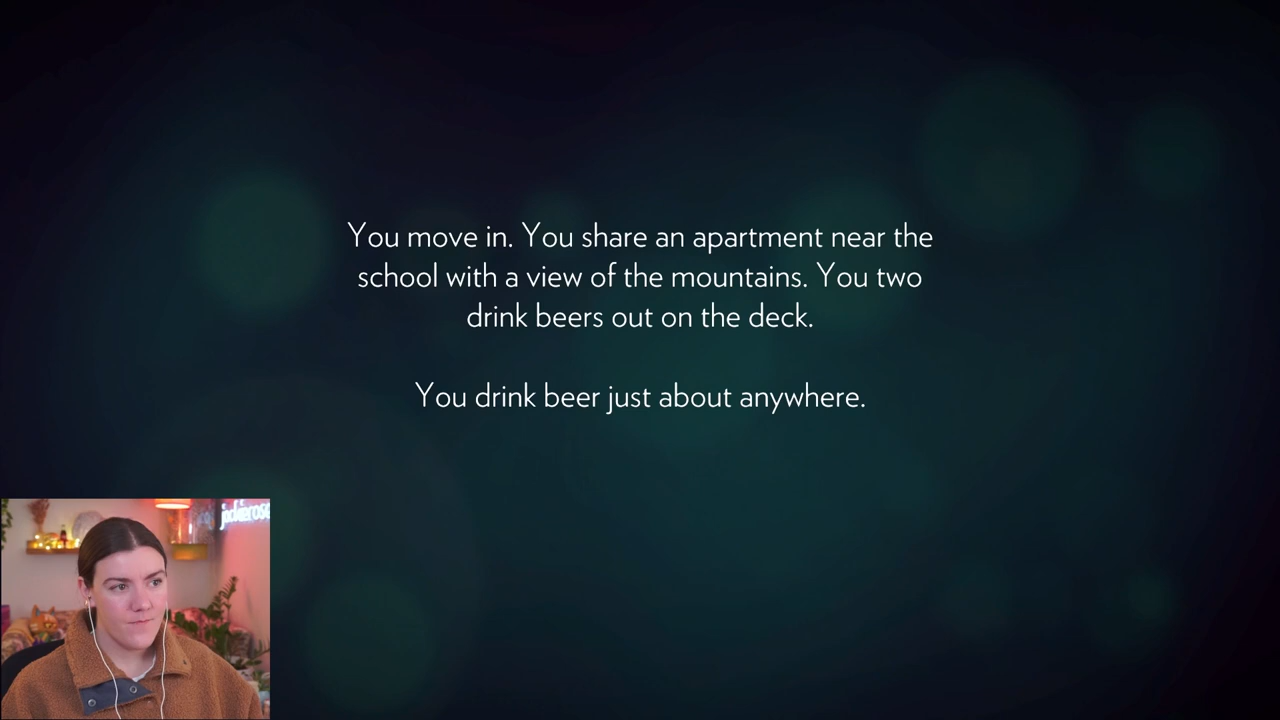 You move in. You share an apartment near the
school with a view of the mountains. You two
drink beers out on the deck.
You drink beer just about anywhere.